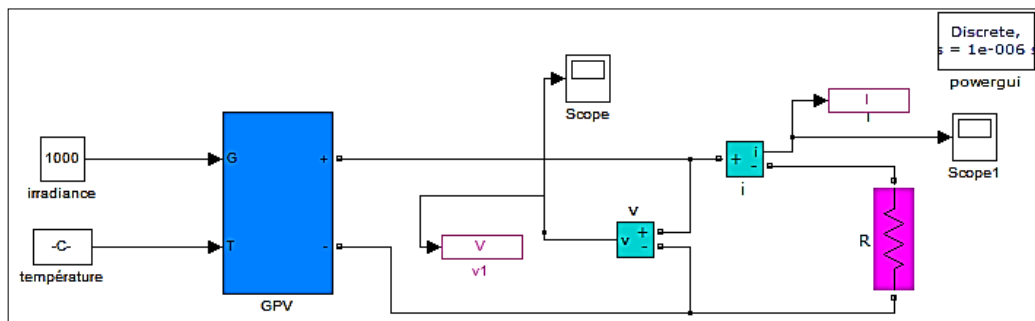 Discrete,
s = 1e-006 s
powergui
Scope
I
I
Scope1
1000
irradiance
G
+
T
-
GPV
-C-
température
V
v1
v
v
+
-
+
i
-
i
R